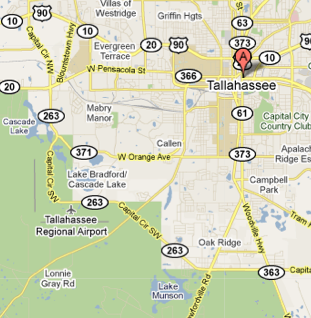 90
10
Villas of
Westridge
Griffin Hgts
63
90
10
Capital Cir NW
Blountstown Hwy
10
Evergreen
Terrace
20
90
373
10
A
W Pensacola St
366
Tallahassee
20
Mabry
Manor
61
Capital City
Country Club
Cascade
Lake
263
Callen
371
W Orange Ave
373
Apalach
Ridge Es
Lake Bradford/
Cascade Lake
Campbell
Park
Capital Cir SW
263
Tallahassee
Regional Airport
Capital Cir SW
Woodville Hwy
Tram
Oak Ridge
263
363
Capita
Lonnie
Gray Rd
Lake
Munson